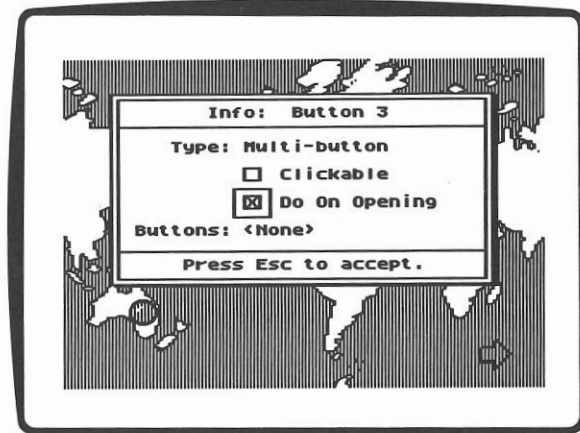 Info: Button 3
Type: Multi-button
Clickable
Do On Opening
Buttons: <None>
Press Esc to accept.